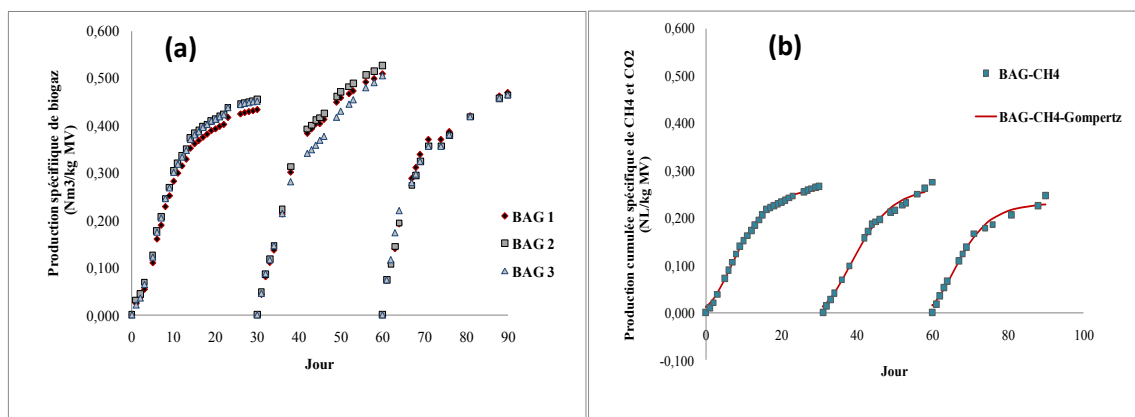 (a)
Production spécifiique de biogaz
(Nm3/kg MV)
0,600
0,500
0,400
0,300
0,200
0,100
0,000
0 10 20 30 40 50 60 70 80 90
Jour
BAG 1
BAG 2
BAG 3
(b)
Production cumulée spécifique de CH4 et CO2
(NL/kg MV)
0,600
0,500
0,400
0,300
0,200
0,100
0,000
-0,100
0 20 40 60 80 100
Jour
BAG-CH4
BAG-CH4-Gompertz